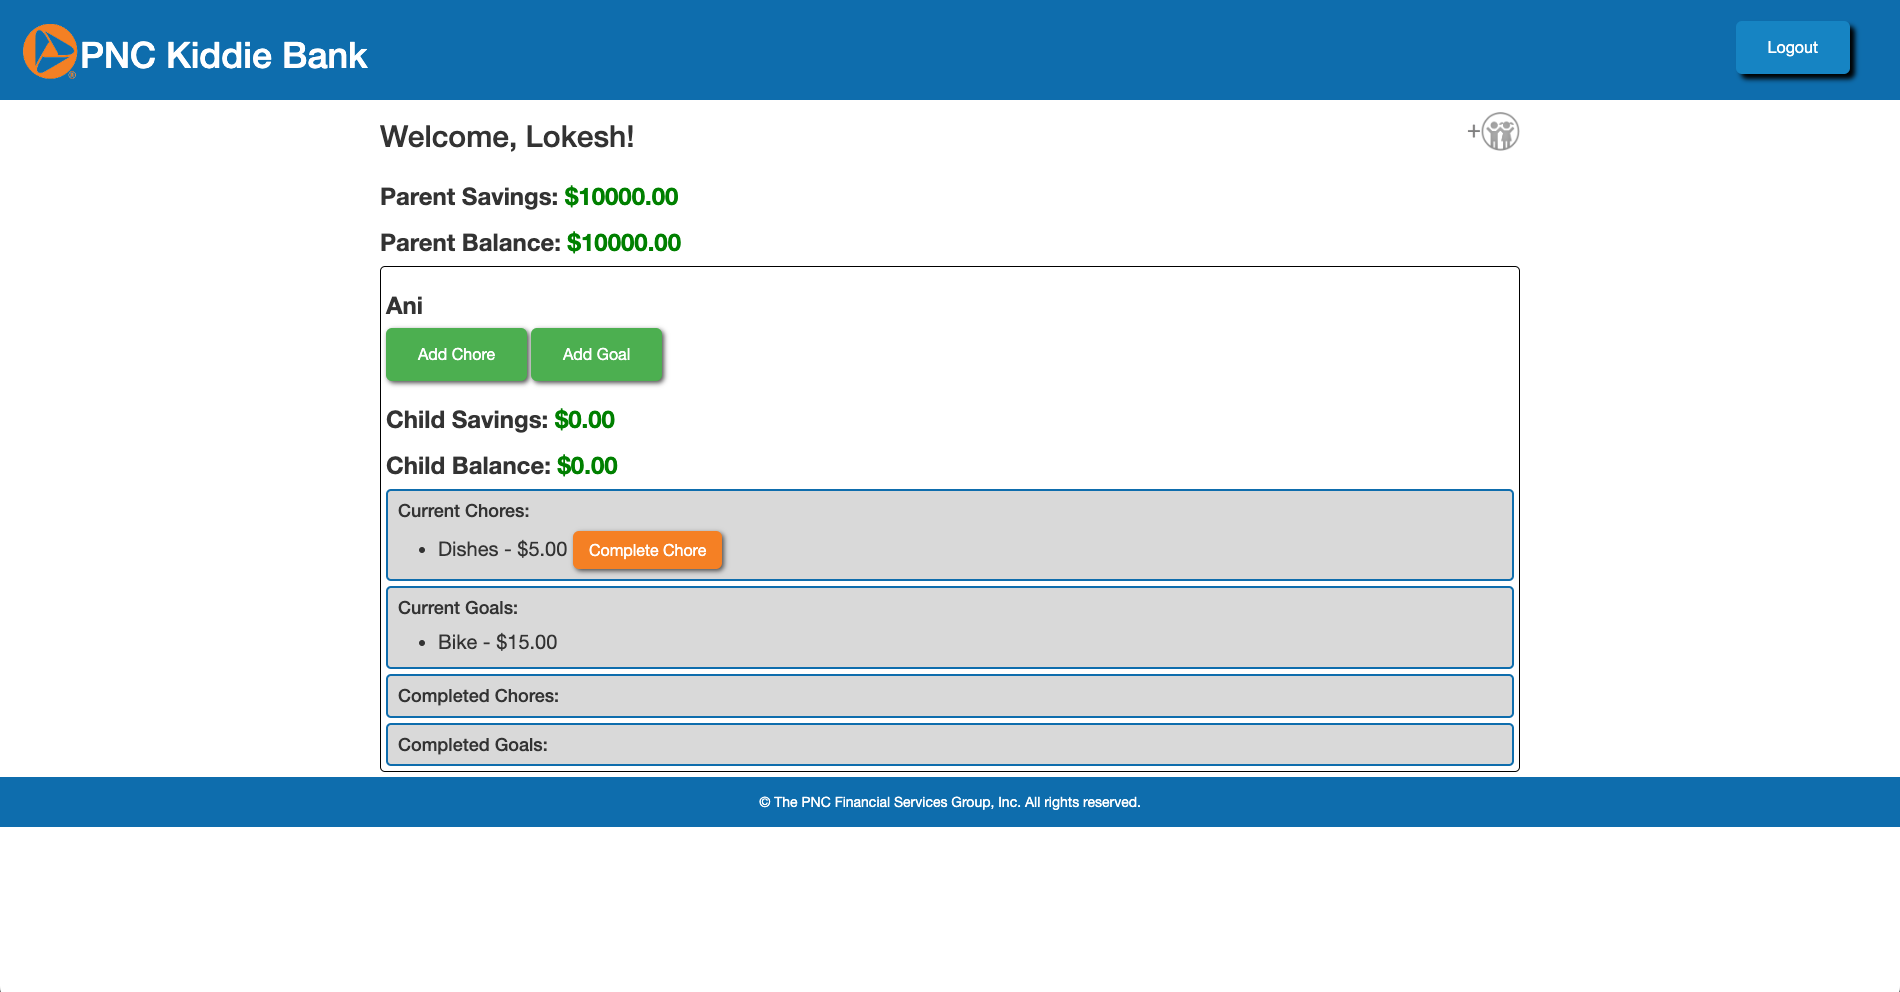 PNC Kiddie Bank
Logout
Welcome, Lokesh!
+
Parent Savings: $10000.00
Parent Balance: $10000.00
Ani
Add Chore Add Goal
Child Savings: $0.00
Child Balance: $0.00
Current Chores:
• Dishes - $5.00 Complete Chore
Current Goals:
• Bike - $15.00
Completed Chores:
Completed Goals:
© The PNC Financial Services Group, Inc. All rights reserved.